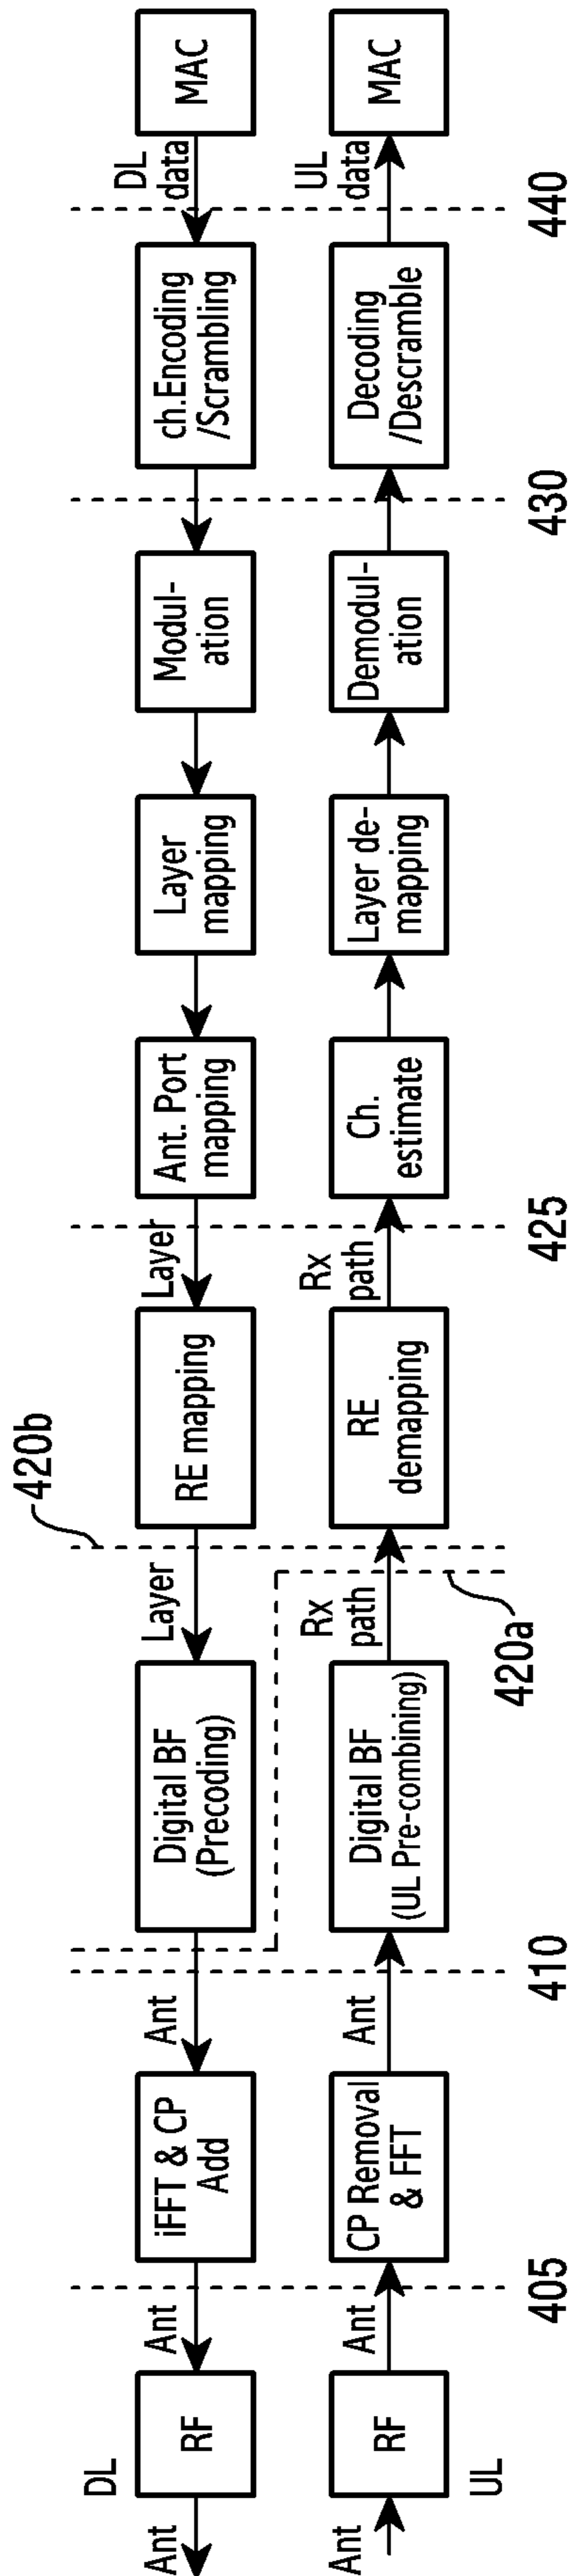 DL
Ant
RF
Ant
iFFT & CP
Add
Ant
Digital BF
(Precoding)
Layer
420b
RE mapping
Layer
Ant. Port
mapping
Layer
mapping
Modul-
ation
ch.Encoding
/Scrambling
DL
data
MAC
UL
Ant
RF
Ant
CP Removal
& FFT
Ant
Digital BF
(UL Pre-combining)
Rx
path
RE
demapping
Rx
path
Ch.
estimate
Layer de-
mapping
Demodul-
ation
Decoding
/Descramble
UL
data
MAC
405
410
420a
425
430
440